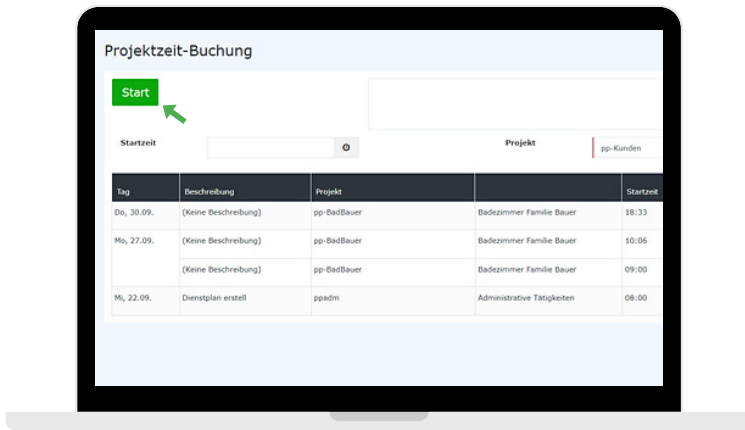 Projektzeit-Buchung
Start
Startzeit
Projekt
pp-Kunden
Tag Beschreibung Projekt Startzeit
Do, 30.09. (Keine Beschreibung) pp-BadBauer Badezimmer Familie Bauer 18:33
Mo, 27.09. (Keine Beschreibung) pp-BadBauer Badezimmer Familie Bauer 10:06
(Keine Beschreibung) pp-BadBauer Badezimmer Familie Bauer 09:00
Mi, 22.09. Dienstplan erstell ppadm Administrative Tätigkeiten 08:00